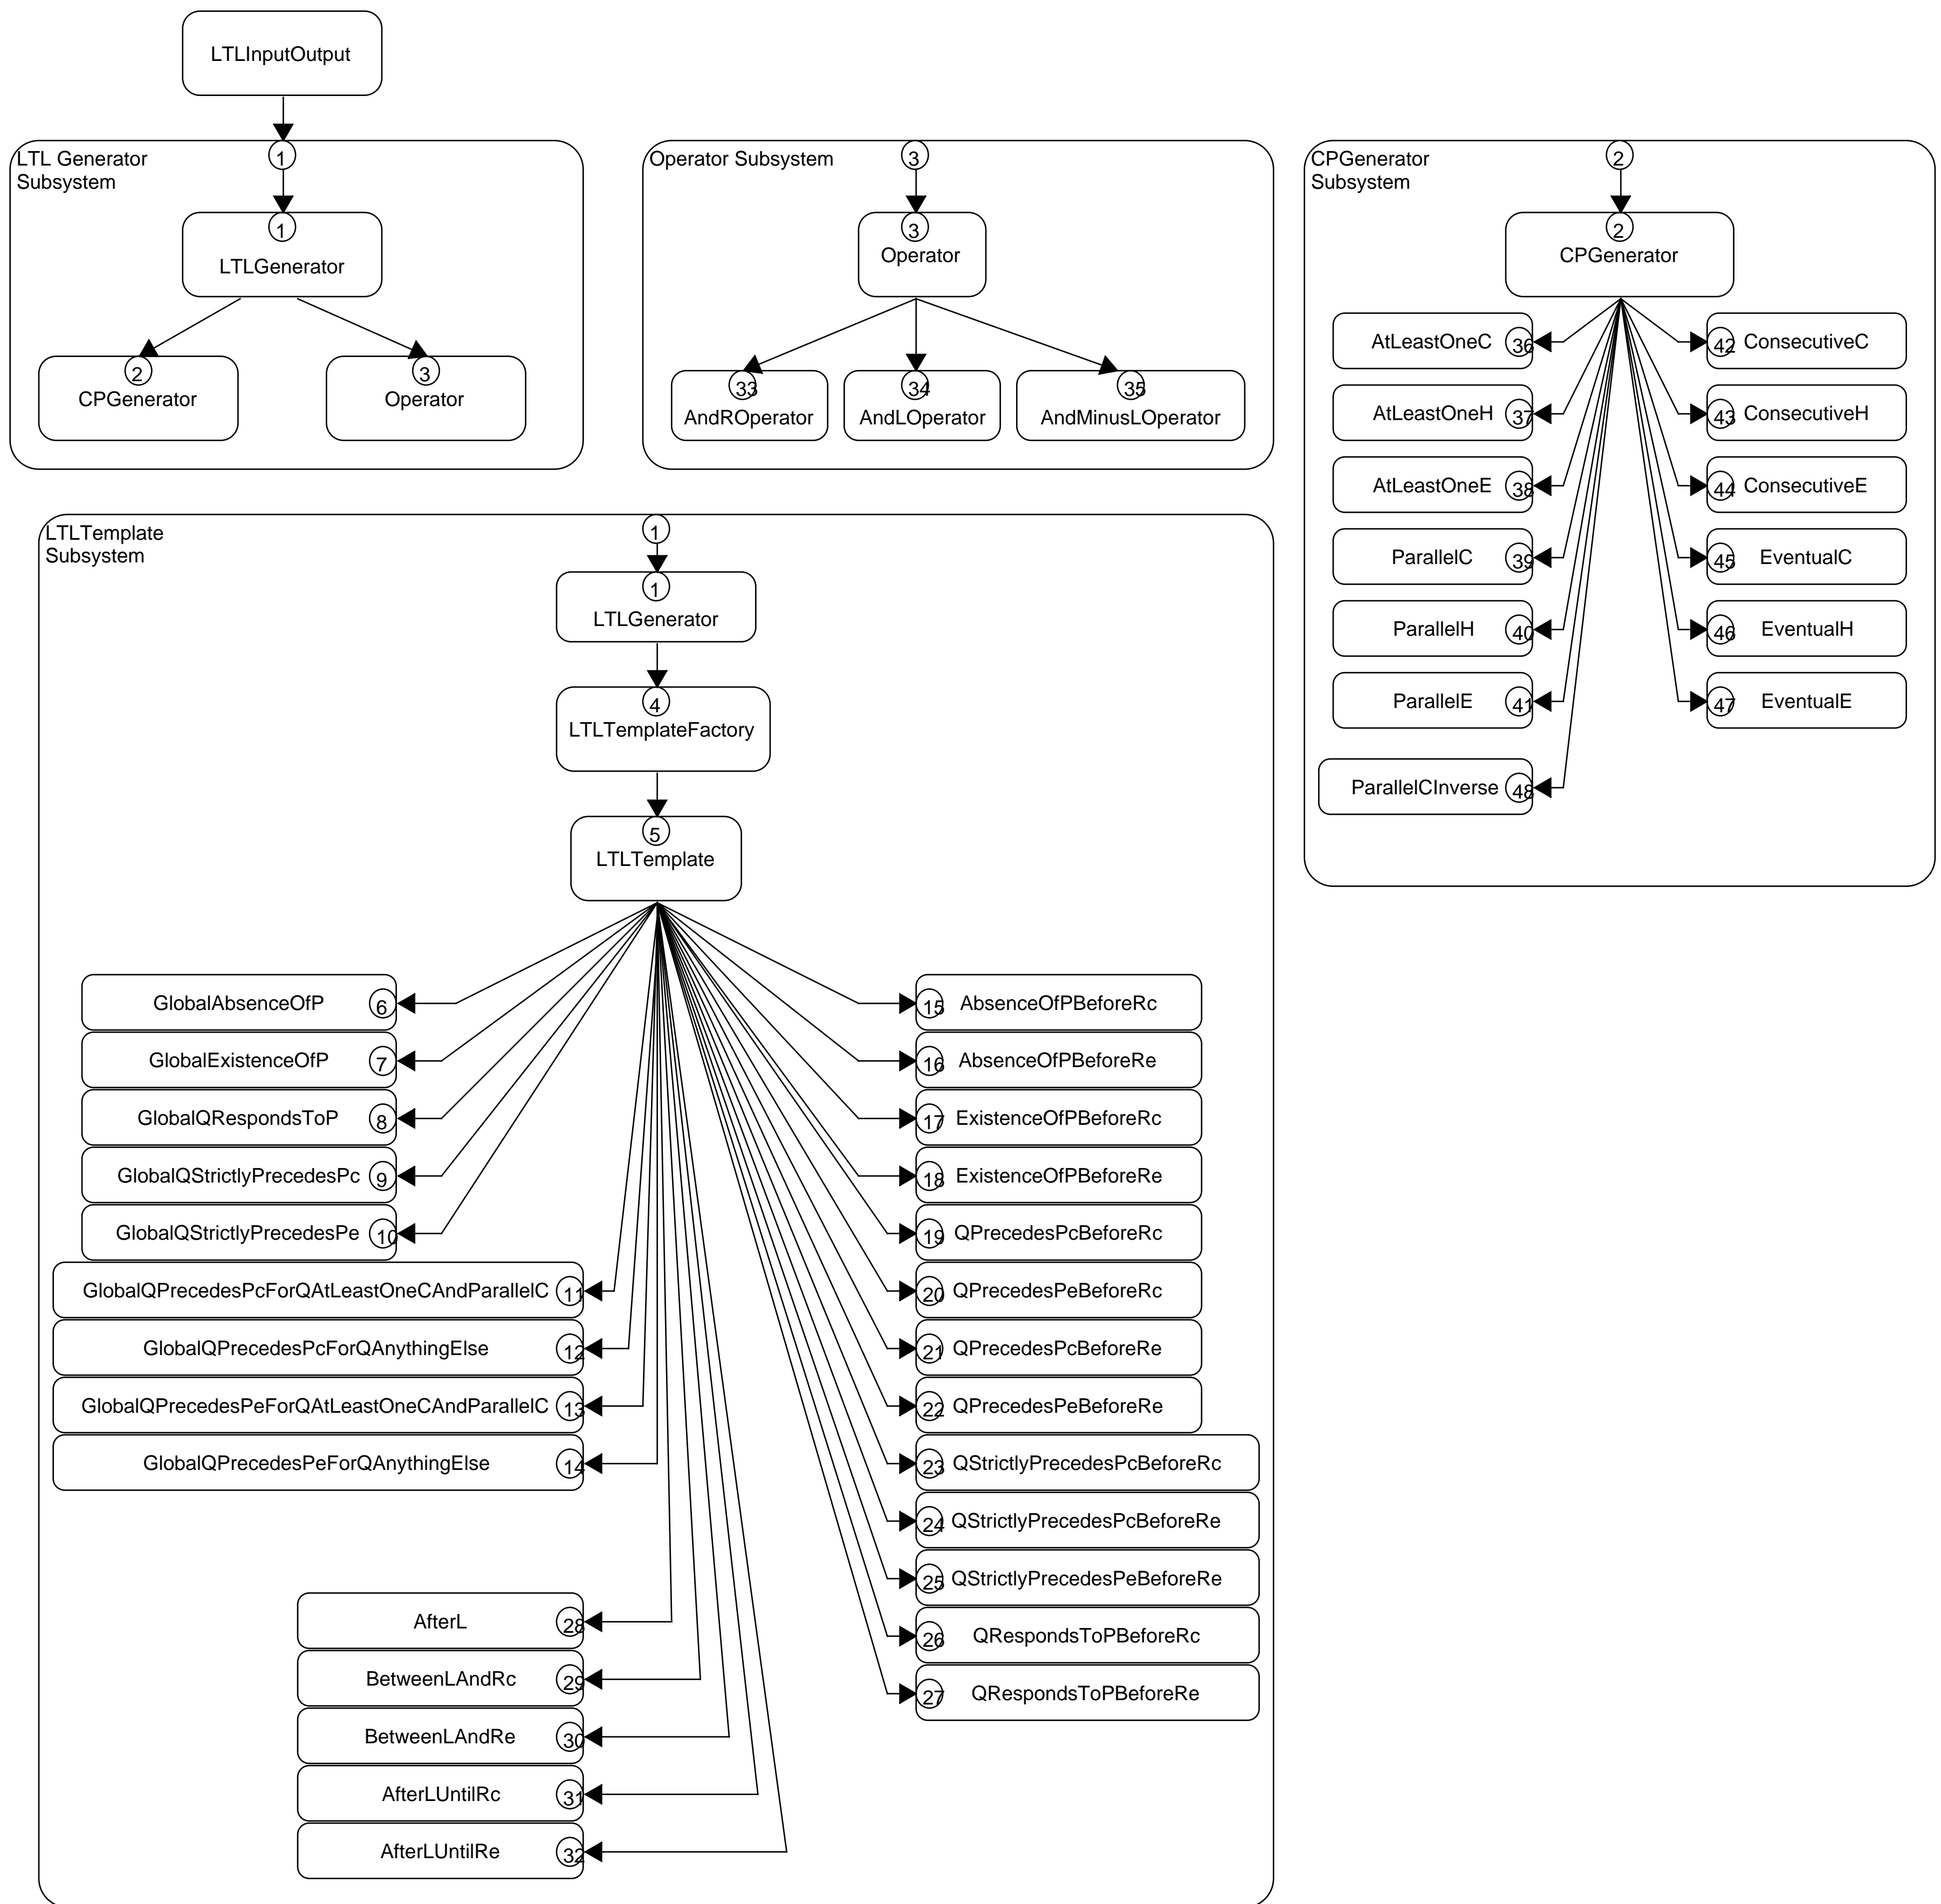 LTLInputOutput
LTL Generator
Subsystem
1
1
LTLGenerator
2
CPGenerator
3
Operator
Operator Subsystem
3
3
Operator
33
AndROperator
34
AndLOperator
35
AndMinusLOperator
CPGenerator
Subsystem
2
2
CPGenerator
AtLeastOneC 36
AtLeastOneH 37
AtLeastOneE 38
ParallelC 39
ParallelH 40
ParallelE 41
ParallelCInverse 48
42 ConsecutiveC
43 ConsecutiveH
44 ConsecutiveE
45 EventualC
46 EventualH
47 EventualE
LTLTemplate
Subsystem
1
1
LTLGenerator
4
LTLTemplateFactory
5
LTLTemplate
GlobalAbsenceOfP 6
GlobalExistenceOfP 7
GlobalQRespondsToP 8
GlobalQStrictlyPrecedesPc 9
GlobalQStrictlyPrecedesPe 10
GlobalQPrecedesPcForQAtLeastOneCAndParallelC 11
GlobalQPrecedesPcForQAnythingElse 12
GlobalQPrecedesPeForQAtLeastOneCAndParallelC 13
GlobalQPrecedesPeForQAnythingElse 14
15 AbsenceOfPBeforeRc
16 AbsenceOfPBeforeRe
17 ExistenceOfPBeforeRc
18 ExistenceOfPBeforeRe
19 QPrecedesPcBeforeRc
20 QPrecedesPeBeforeRc
21 QPrecedesPcBeforeRe
22 QPrecedesPeBeforeRe
23 QStrictlyPrecedesPcBeforeRc
24 QStrictlyPrecedesPcBeforeRe
25 QStrictlyPrecedesPeBeforeRe
26 QRespondsToPBeforeRc
27 QRespondsToPBeforeRe
AfterL 28
BetweenLAndRc 29
BetweenLAndRe 30
AfterLUntilRc 31
AfterLUntilRe 32